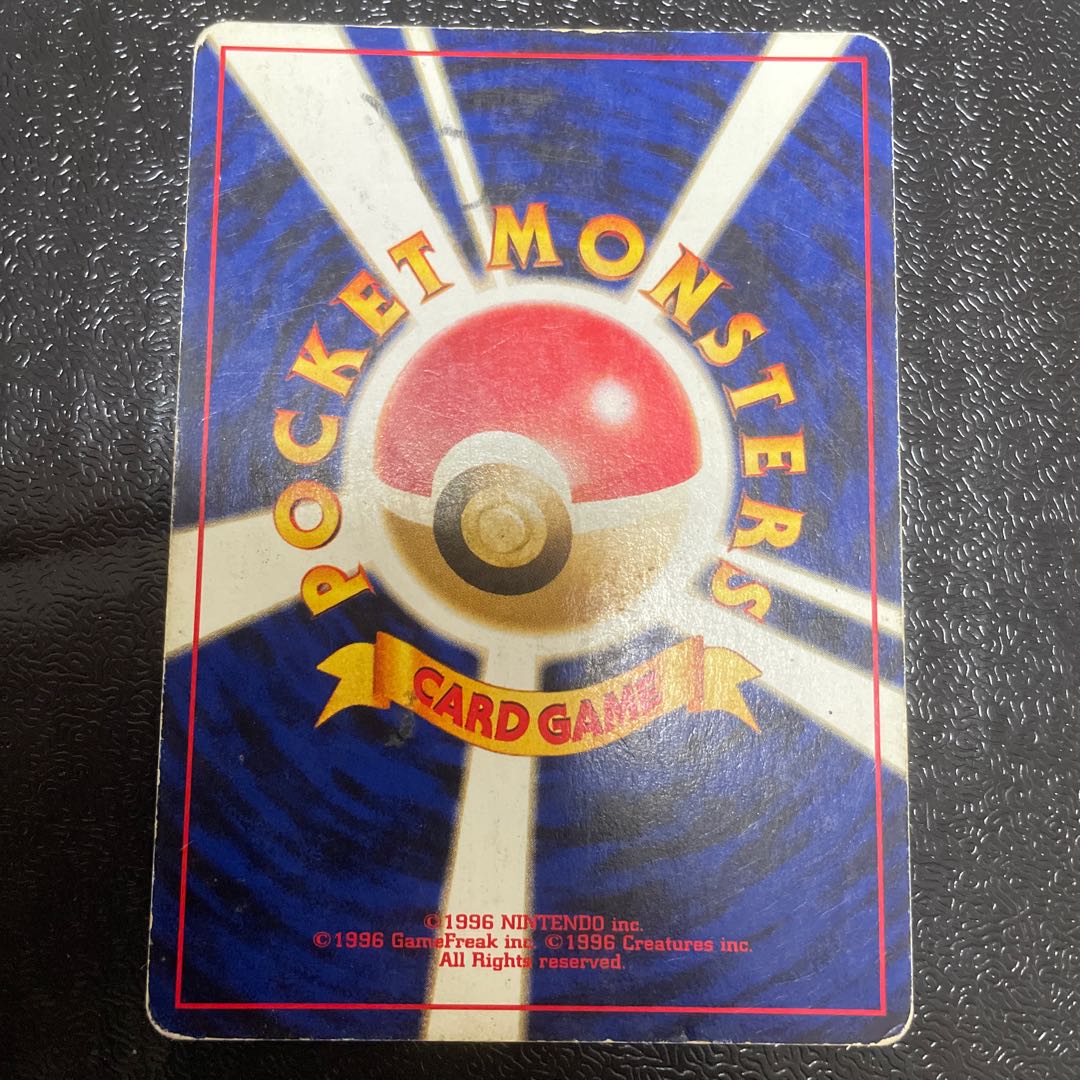 POCKET MONSTERS
CARD GAME
©1996 NINTENDO inc.
©1996 GameFreak inc. ©1996 Creatures inc.
All Rights reserved.